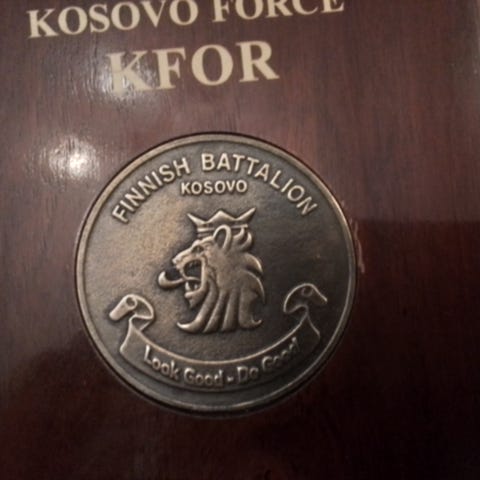 KOSOVO FORCE
KFOR
FINNISH BATTALION
KOSOVO
Look Good - Do Good